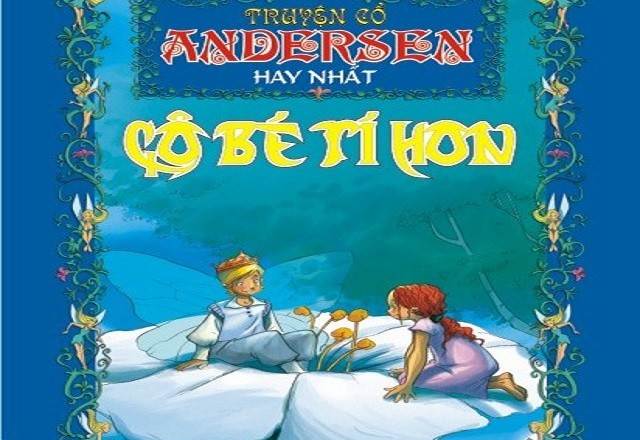 TRUYỆN CỔ
ANDERSEN
HAY NHẤT
CÔ BÉ TÍ HON